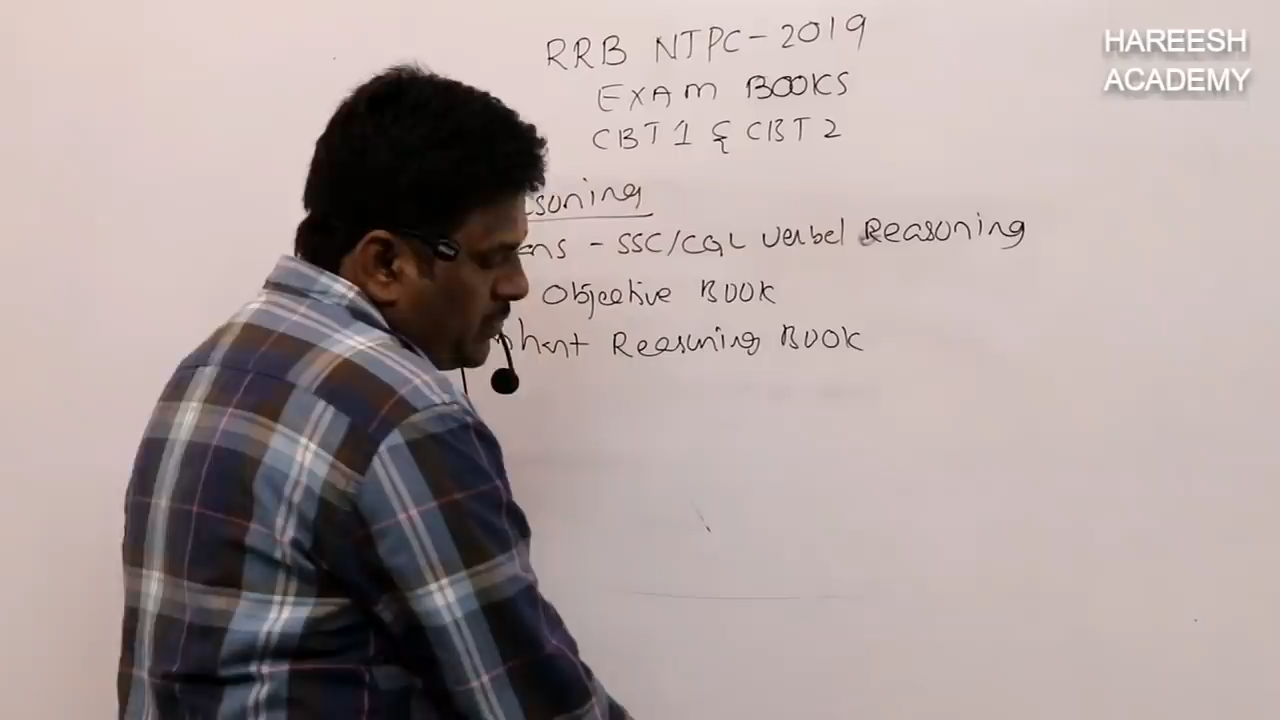 RRB NTPC-2019
EXAM BOOKS
CBT 1 & CBT 2
HAREESH
ACADEMY
soning
ens - SSC/CGL verbel Reasoning
Objective BOOK
phant Reasoning BOOK